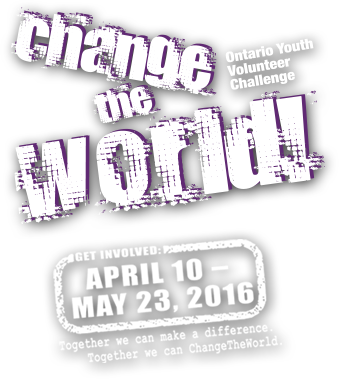 change
Ontario Youth
Volunteer
Challenge
the
world!
GET INVOLVED:
APRIL 10 –
MAY 23, 2016
Together we can make a difference.
Together we can ChangeTheWorld.